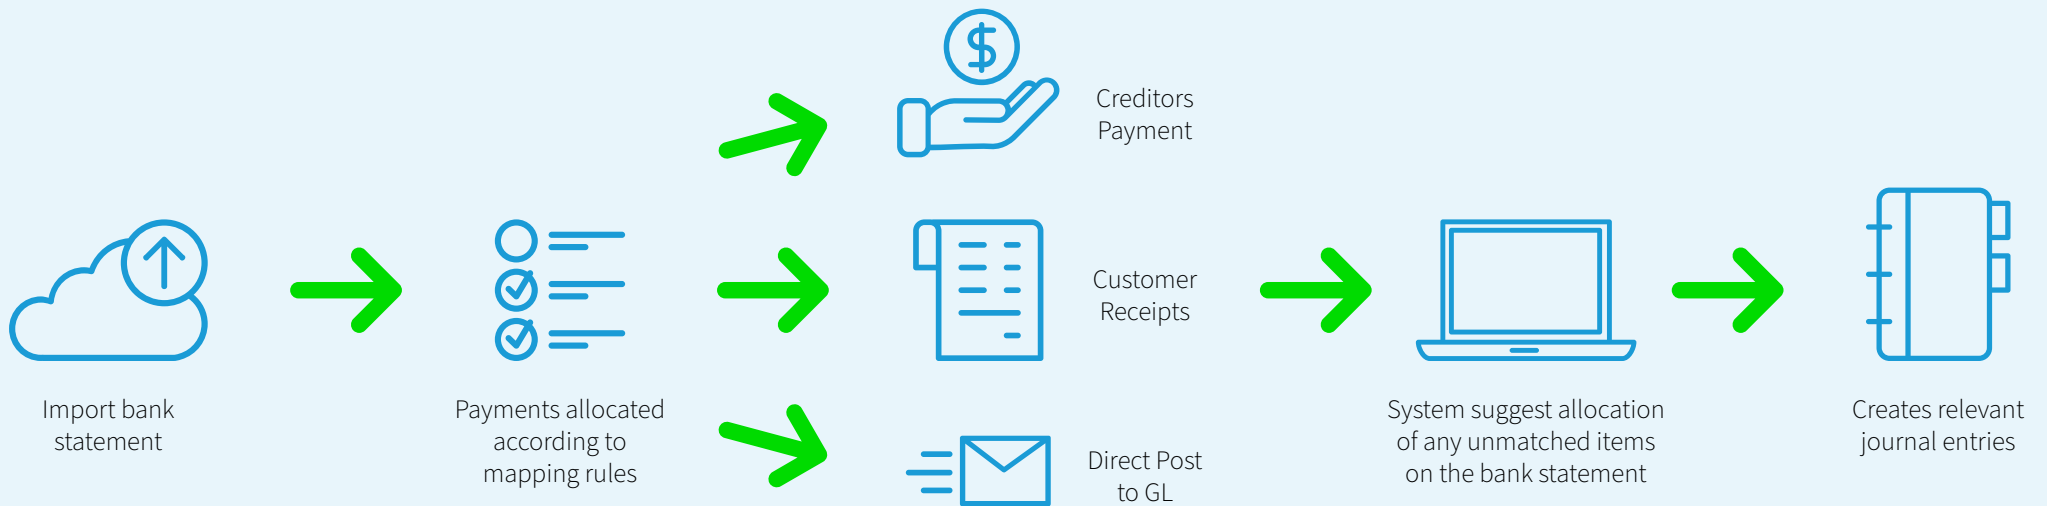 Import bank
statement
Payments allocated
according to
mapping rules
$
Creditors
Payment
Customer
Receipts
Direct Post
to GL
System suggest allocation
of any unmatched items
on the bank statement
Creates relevant
journal entries